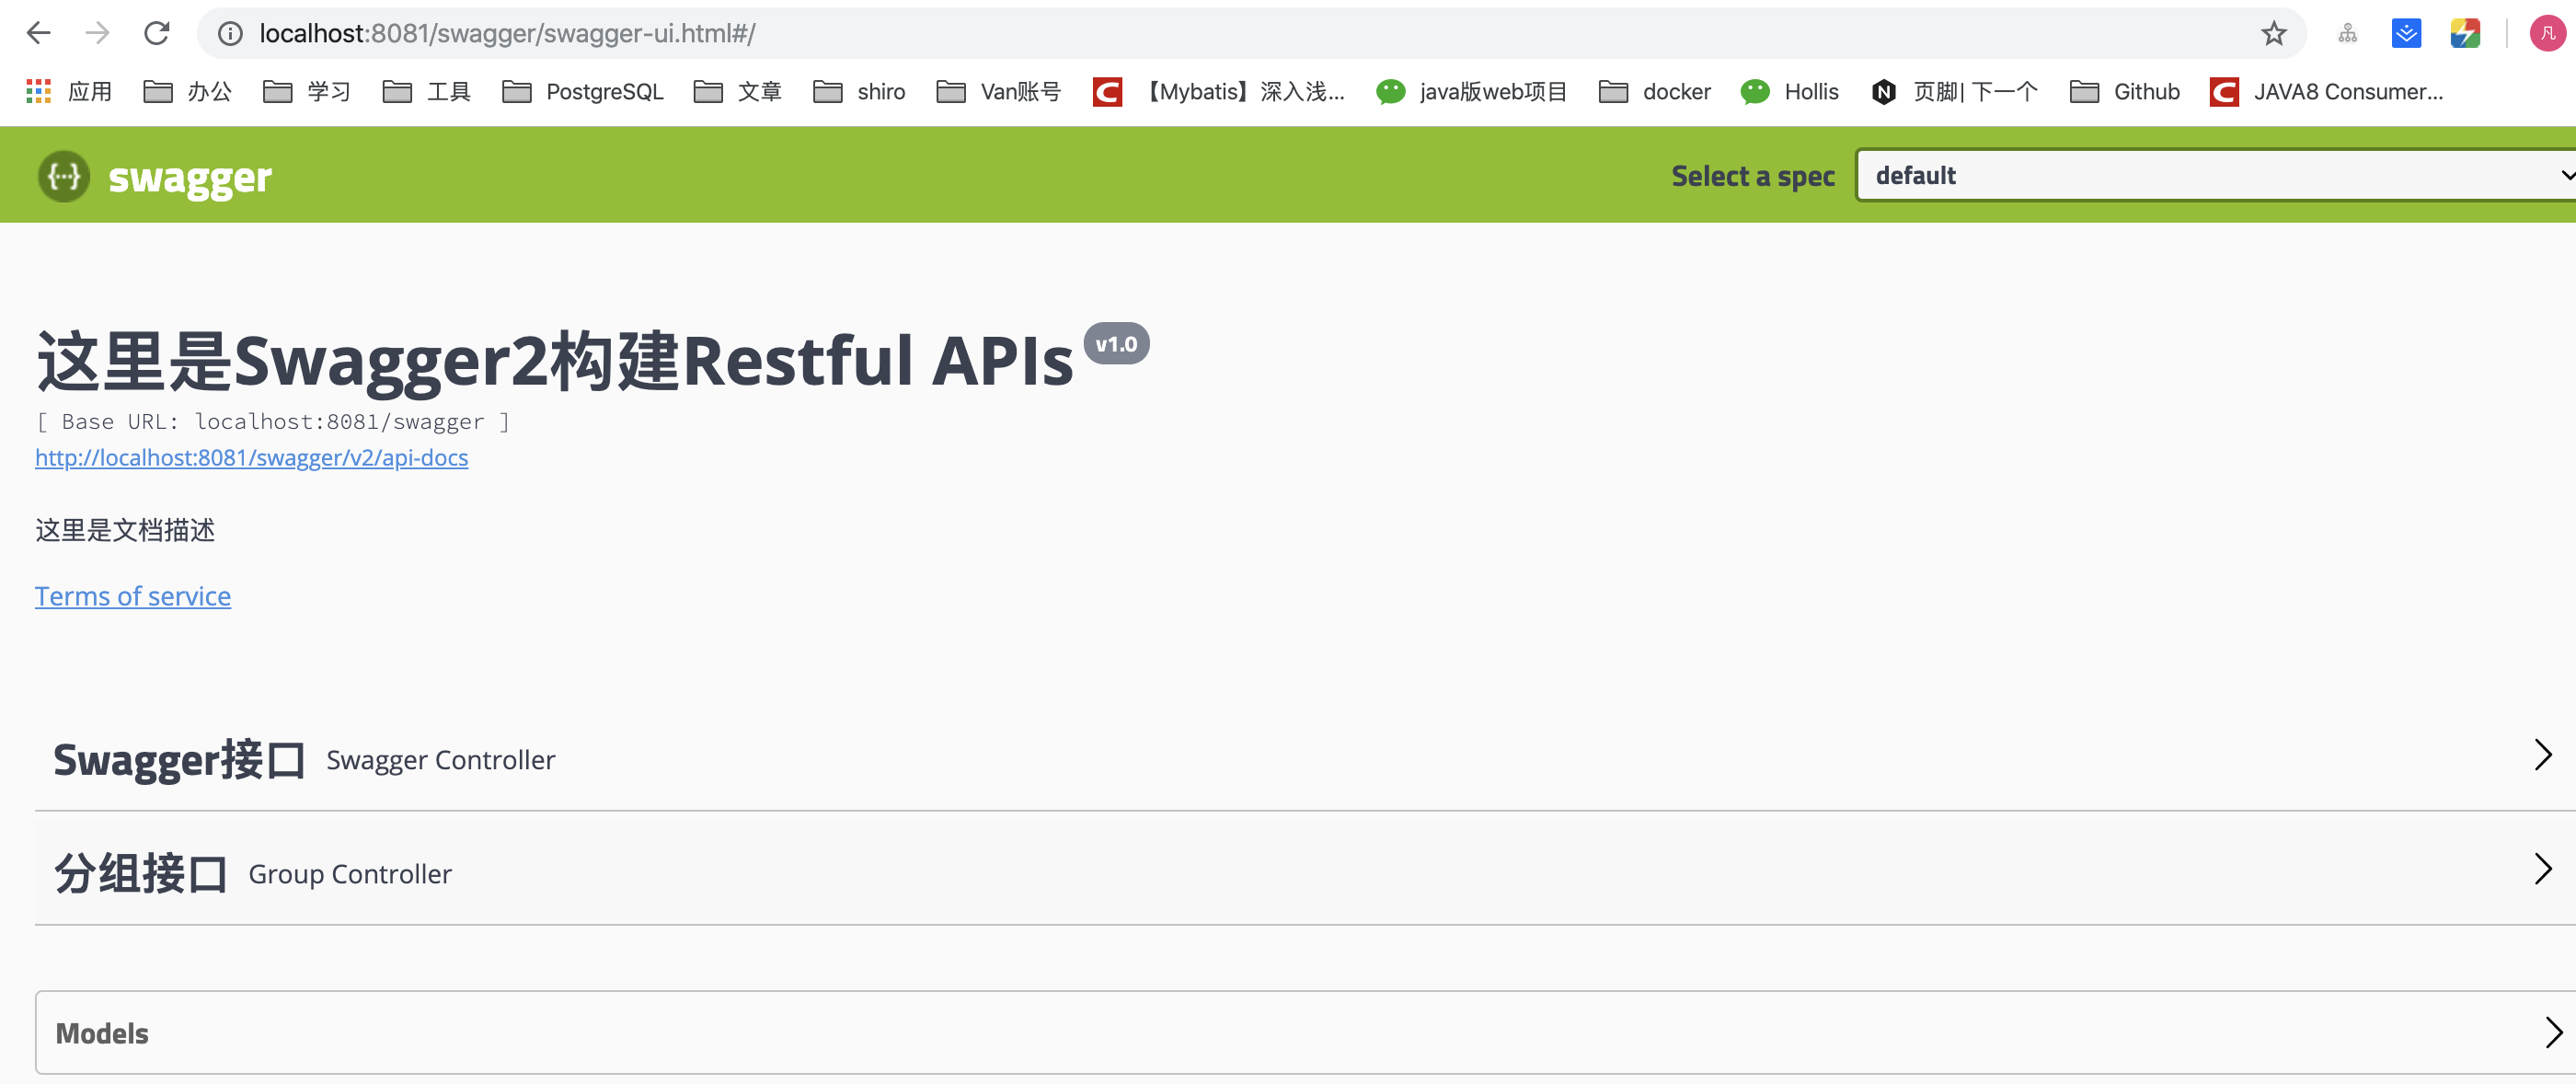 localhost:8081/swagger/swagger-ui.html#/
凡
应用 办公 学习 工具 PostgreSQL 文章 shiro Van账号 【Mybatis】深入浅... java版web项目 docker Hollis 页脚| 下一个 Github JAVA8 Consumer...
{...} swagger Select a spec default
这里是Swagger2构建Restful APIs v1.0
[ Base URL: localhost:8081/swagger ]
http://localhost:8081/swagger/v2/api-docs
这里是文档描述
Terms of service
Swagger接口 Swagger Controller
分组接口 Group Controller
Models